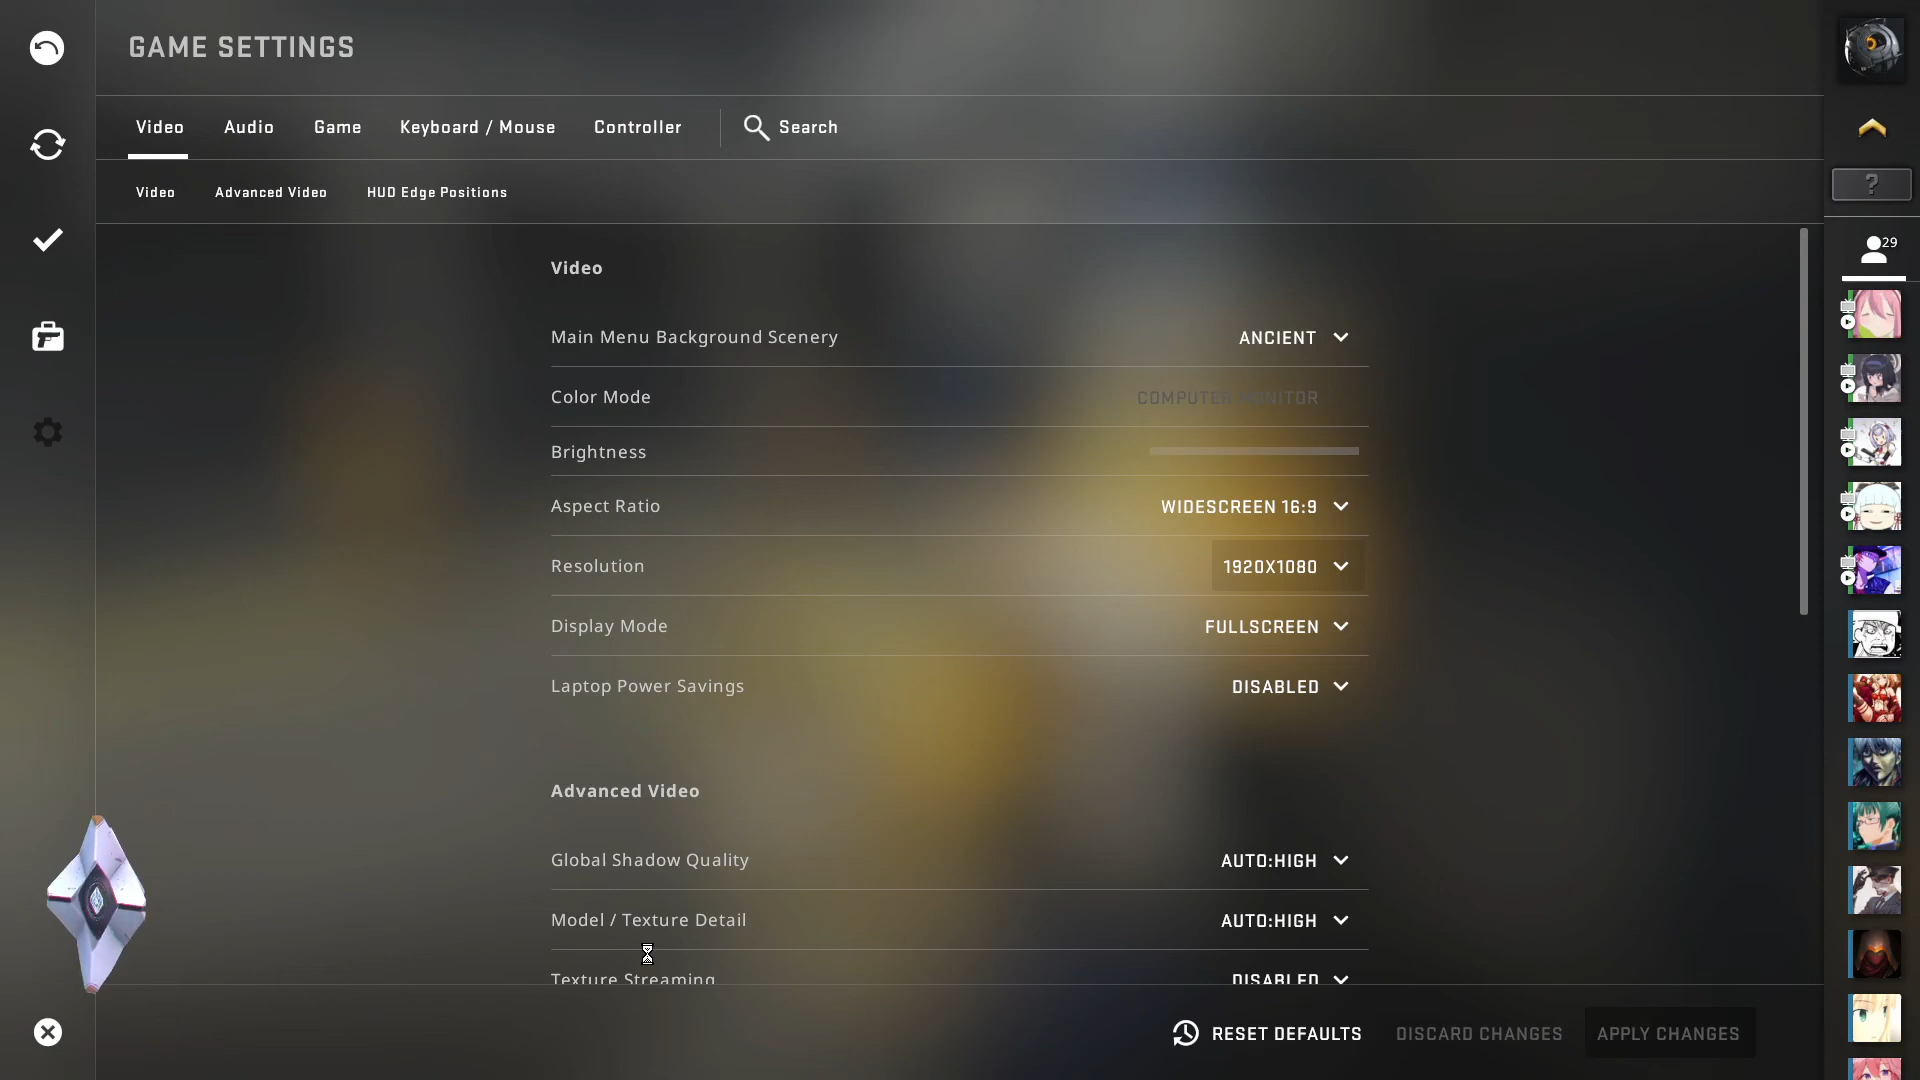 GAME SETTINGS
Video Audio Game Keyboard / Mouse Controller Search
?
Video Advanced Video HUD Edge Positions
29
Video
Main Menu Background Scenery ANCIENT
Color Mode COMPUTER MONITOR
Brightness
Aspect Ratio WIDESCREEN 16:9
Resolution 1920X1080
Display Mode FULLSCREEN
Laptop Power Savings DISABLED
Advanced Video
Global Shadow Quality AUTO:HIGH
Model / Texture Detail AUTO:HIGH
Texture Streaming DISABLED
RESET DEFAULTS DISCARD CHANGES APPLY CHANGES